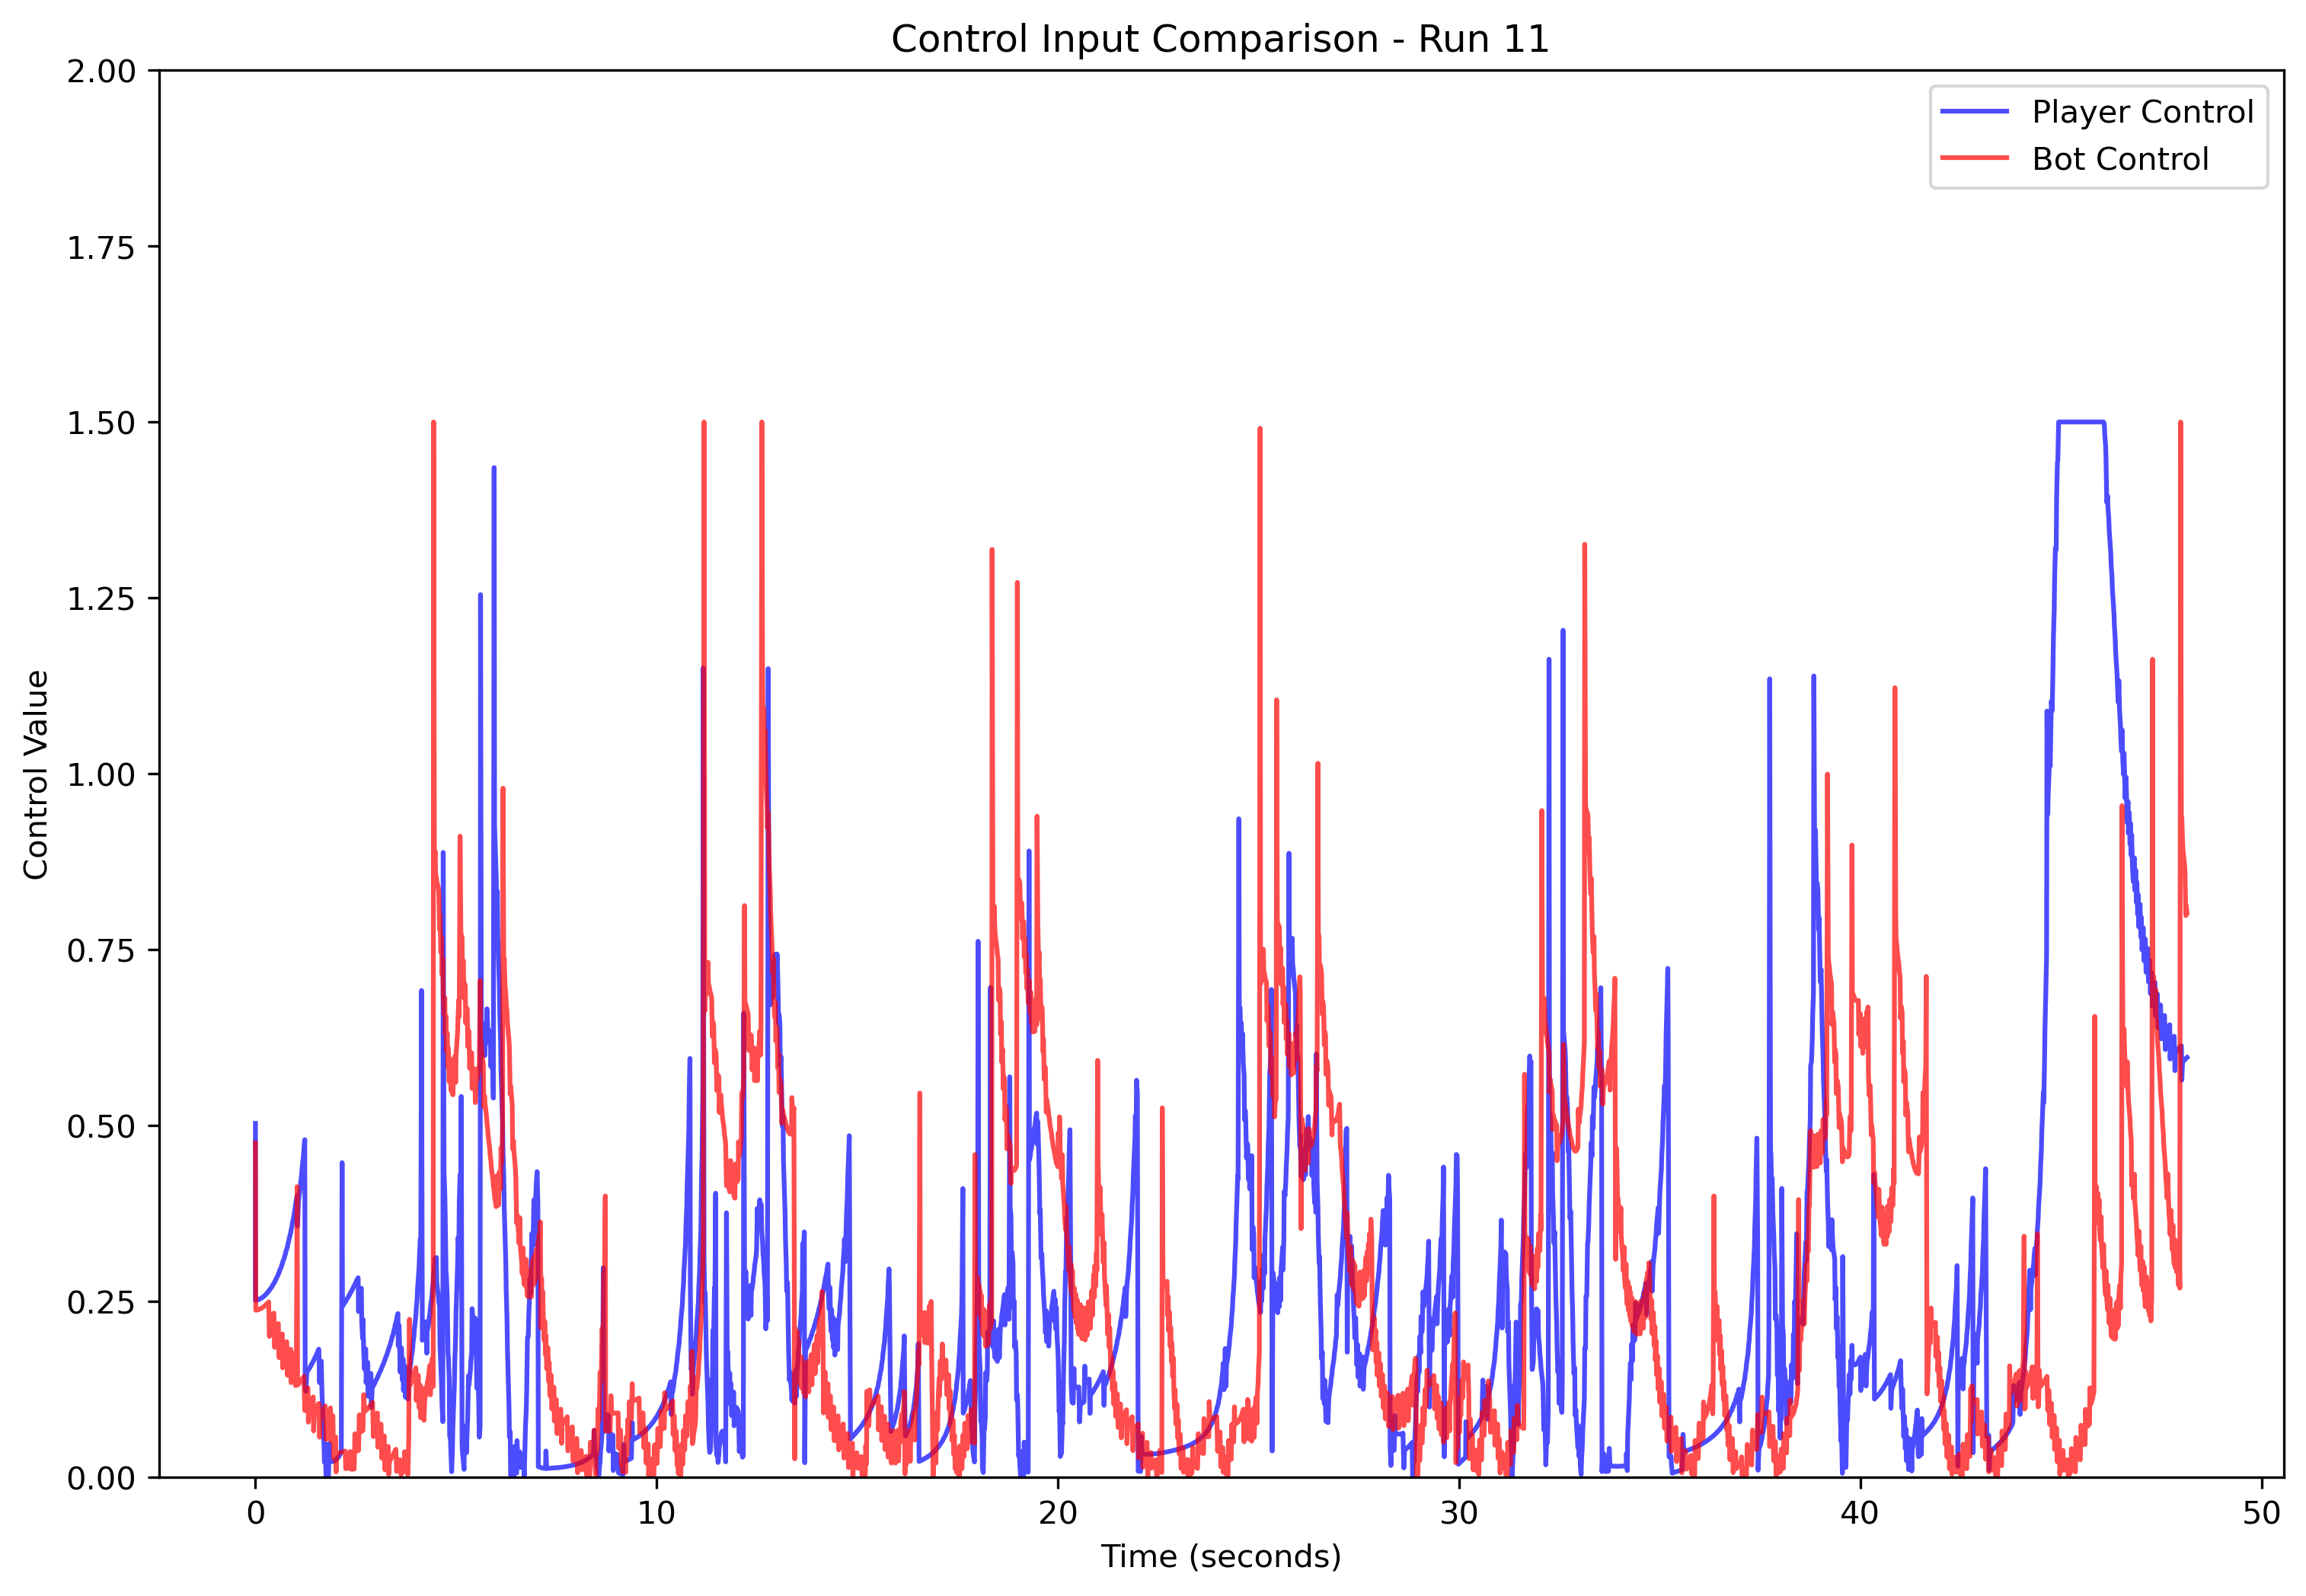 Control Input Comparison - Run 11
2.00
1.75
1.50
1.25
1.00
0.75
0.50
0.25
0.00
Control Value
Player Control
Bot Control
0 10 20 30 40 50
Time (seconds)